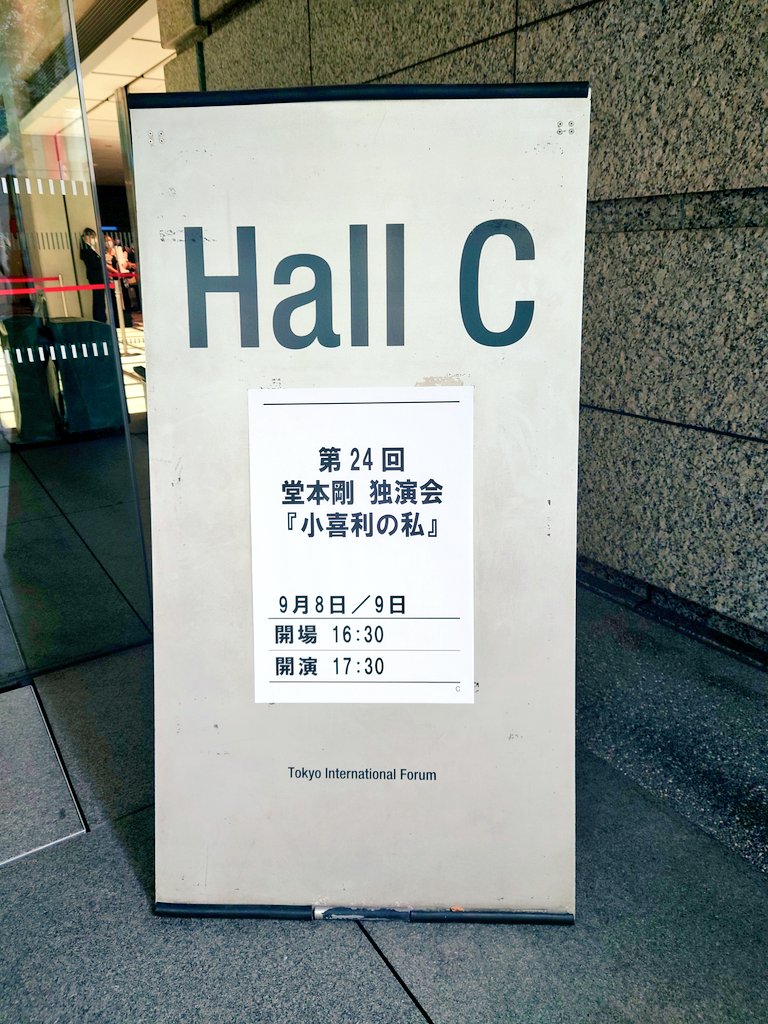 Hall C
第24回
堂本剛 独演会
『小喜利の私』
9月8日／9日
開場 16:30
開演 17:30
C
Tokyo International Forum